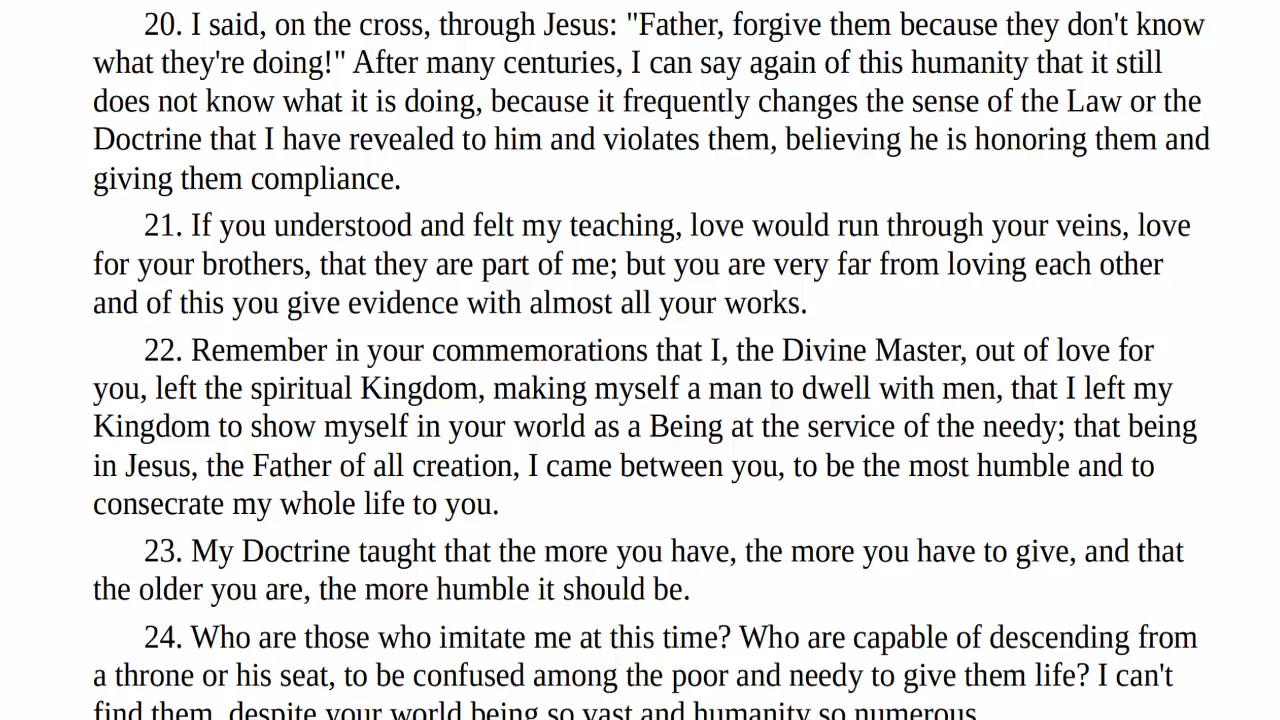 20. I said, on the cross, through Jesus: "Father, forgive them because they don't know
what they're doing!" After many centuries, I can say again of this humanity that it still
does not know what it is doing, because it frequently changes the sense of the Law or the
Doctrine that I have revealed to him and violates them, believing he is honoring them and
giving them compliance.
21. If you understood and felt my teaching, love would run through your veins, love
for your brothers, that they are part of me; but you are very far from loving each other
and of this you give evidence with almost all your works.
22. Remember in your commemorations that I, the Divine Master, out of love for
you, left the spiritual Kingdom, making myself a man to dwell with men, that I left my
Kingdom to show myself in your world as a Being at the service of the needy; that being
in Jesus, the Father of all creation, I came between you, to be the most humble and to
consecrate my whole life to you.
23. My Doctrine taught that the more you have, the more you have to give, and that
the older you are, the more humble it should be.
24. Who are those who imitate me at this time? Who are capable of descending from
a throne or his seat, to be confused among the poor and needy to give them life? I can't
find them, despite your world being so vast and humanity so numerous.